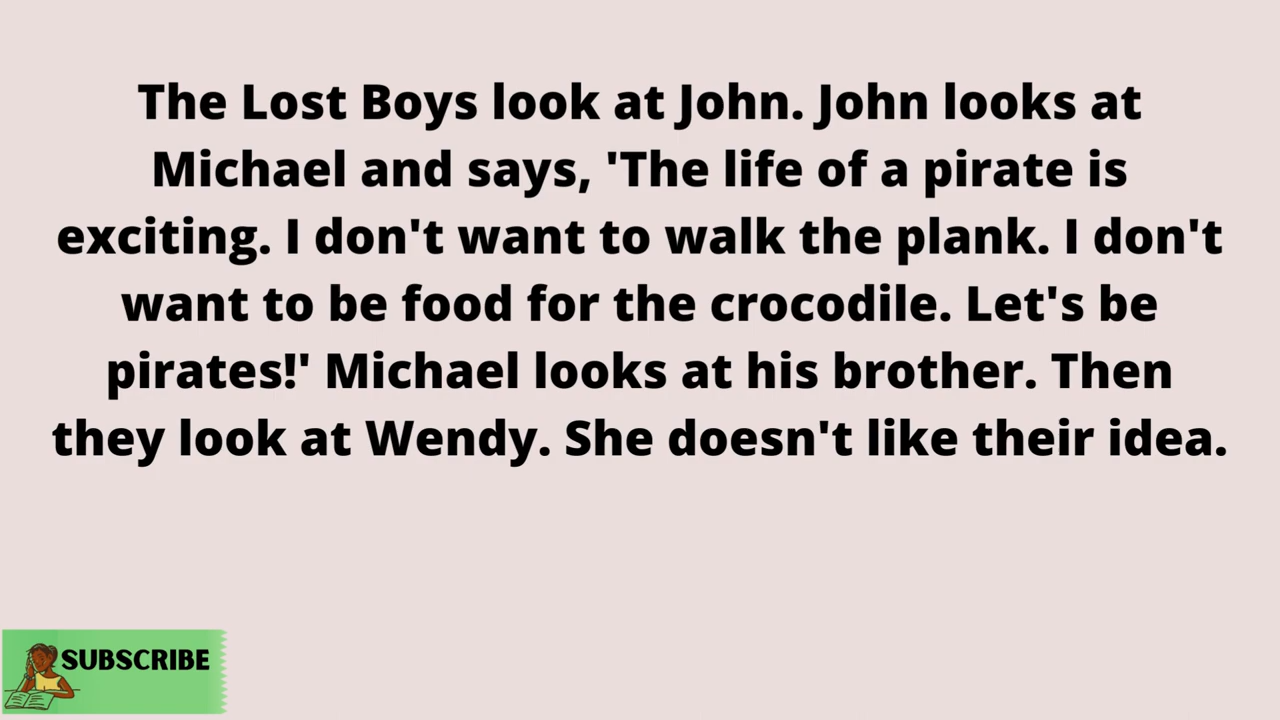 The Lost Boys look at John. John looks at
Michael and says, 'The life of a pirate is
exciting. I don't want to walk the plank. I don't
want to be food for the crocodile. Let's be
pirates!' Michael looks at his brother. Then
they look at Wendy. She doesn't like their idea.
SUBSCRIBE